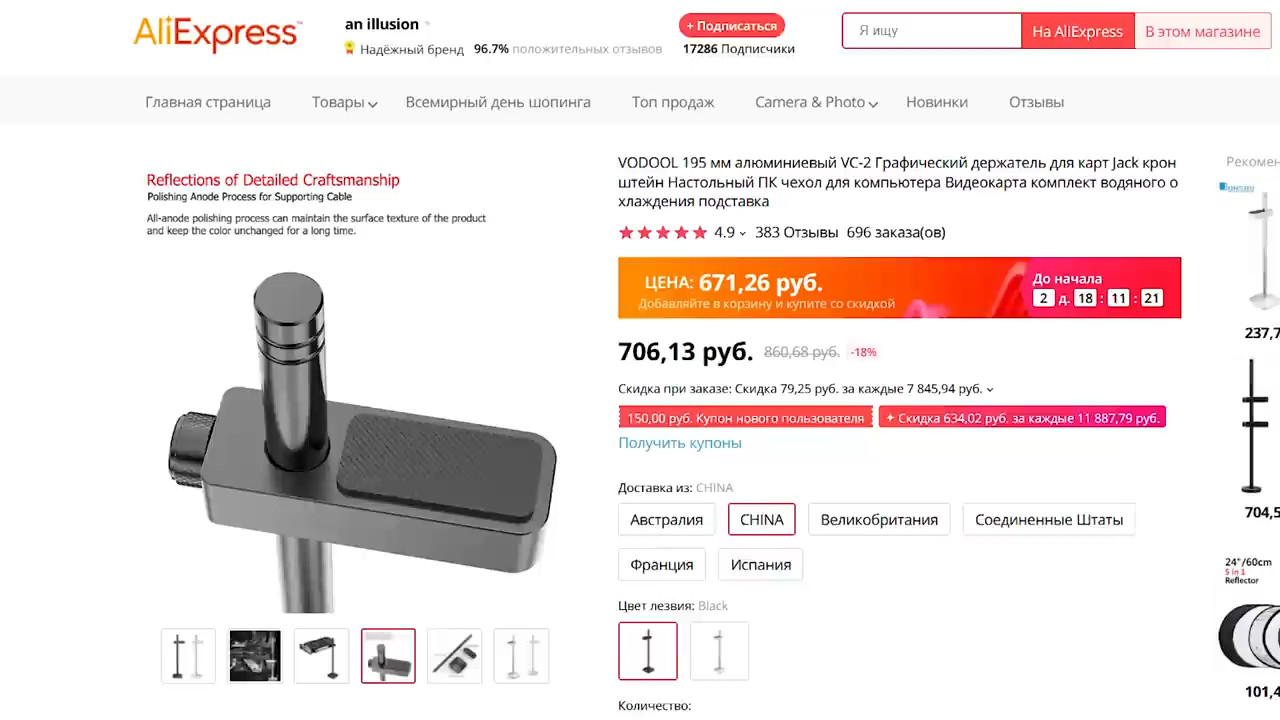 AliExpress
an illusion
Надёжный бренд 96.7% положительных отзывов
+ Подписаться
17286 Подписчики
Я ищу
На AliExpress
В этом магазине
Главная страница Товары Всемирный день шопинга Топ продаж Camera & Photo Новинки Отзывы
Reflections of Detailed Craftsmanship
Polishing Anode Process for Supporting Cable
All-anode polishing process can maintain the surface texture of the product
and keep the color unchanged for a long time.
VODOOL 195 мм алюминиевый VC-2 Графический держатель для карт Jack крон
штейн Настольный ПК чехол для компьютера Видеокарта комплект водяного о
хлаждения подставка
4.9 383 Отзывы 696 заказа(ов)
ЦЕНА: 671,26 руб.
Добавляйте в корзину и купите со скидкой
До начала
2 д. 18 : 11 : 21
706,13 руб. 860,68 руб. -18%
Скидка при заказе: Скидка 79,25 руб. за каждые 7 845,94 руб.
150,00 руб. Купон нового пользователя
+ Скидка 634,02 руб. за каждые 11 887,79 руб.
Получить купоны
Доставка из: CHINA
Австралия CHINA Великобритания Соединенные Штаты
Франция Испания
Цвет лезвия: Black
Количество:
Рекомен
237,7
704,5
24"/60cm
5 in 1
Reflector
101,4